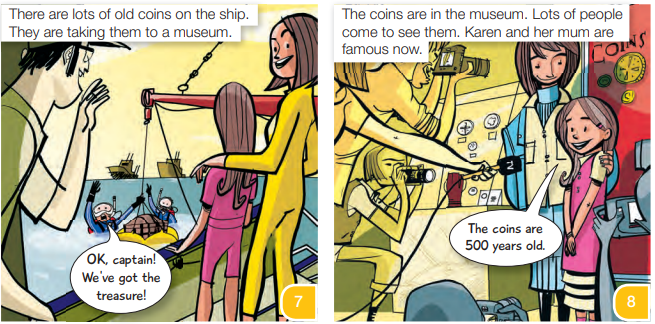 There are lots of old coins on the ship.
They are taking them to a museum.
OK, captain!
We've got the
treasure!
7
The coins are in the museum. Lots of people
come to see them. Karen and her mum are
famous now.
COINS
The coins are
500 years old.
8